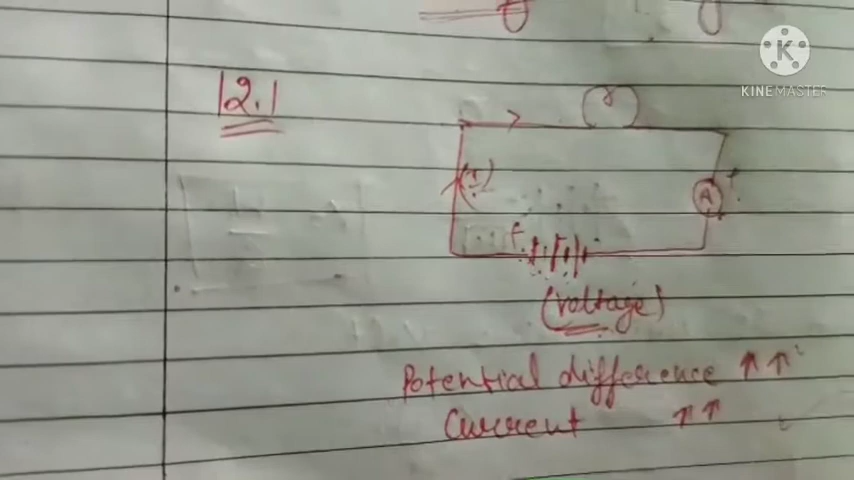 K
KINEMASTER
12.1
A
(voltage)
Potential difference ↑↑
Current ↑↑